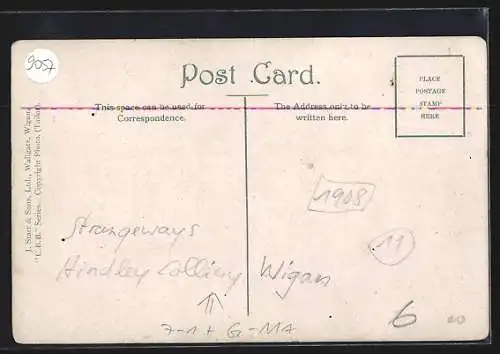 9057
Post Card.
This space can be used for
Correspondence.
The Address only to be
written here.
PLACE
POSTAGE
STAMP
HERE
J. Starr & Sons, Ltd., Wallgate, Wigan.
Series. Copyright Photo. (Taylor).
1908
Strangeways
11
Hindley Colliery Wigan
6